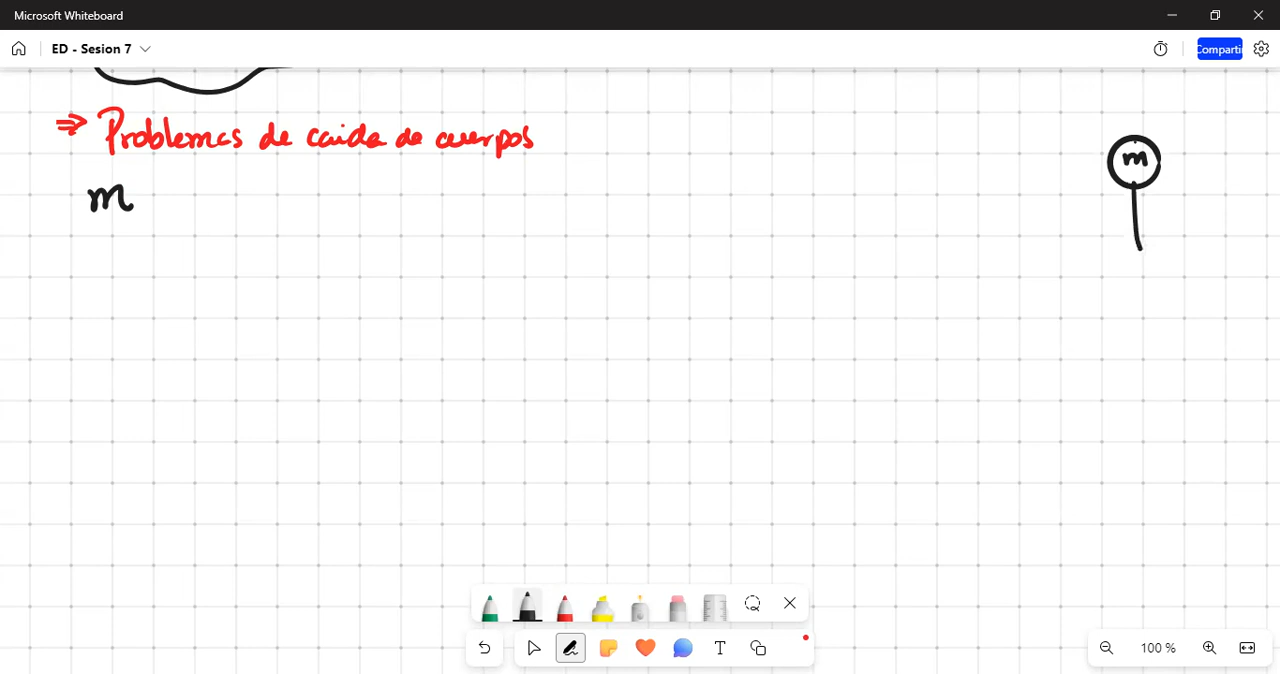 Microsoft Whiteboard
ED - Sesion 7
Comparti
⇒ Problemas de caida de cuerpos
m
m
T
100 %